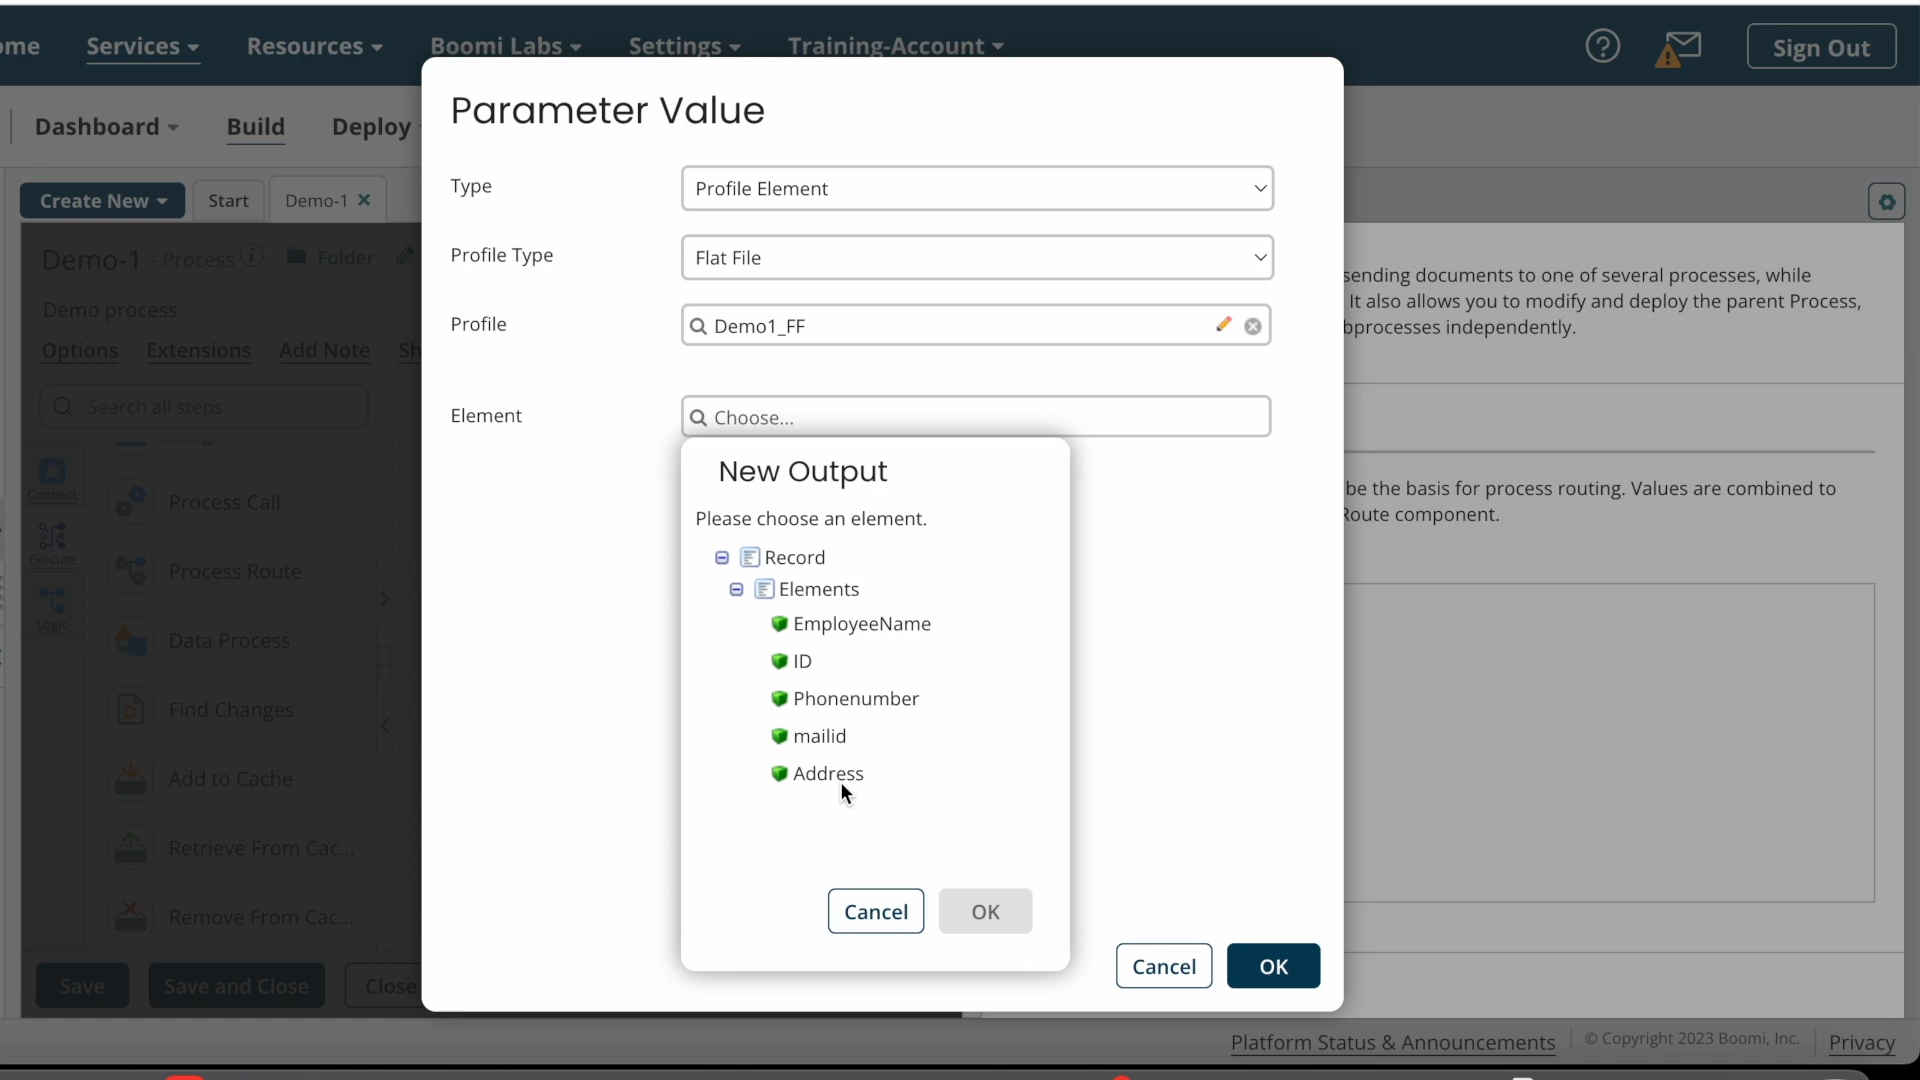 ome Services Resources Boomi Labs Settings Training-Account Sign Out
Dashboard Build Deploy
Create New Start Demo-1
Demo-1 - Process Folder
Demo process
Options Extensions Add Note Sh
Search all steps
Connect
Execute
Logic
Process Call
Process Route
Data Process
Find Changes
Add to Cache
Retrieve From Cac...
Remove From Cac...
Save Save and Close Close
Parameter Value
Type Profile Element
Profile Type Flat File
Profile Demo1_FF
Element Choose...
New Output
Please choose an element.
Record
Elements
EmployeeName
ID
Phonenumber
mailid
Address
Cancel OK
Cancel OK
sending documents to one of several processes, while
It also allows you to modify and deploy the parent Process,
bprocesses independently.
be the basis for process routing. Values are combined to
Route component.
Platform Status & Announcements © Copyright 2023 Boomi, Inc. Privacy